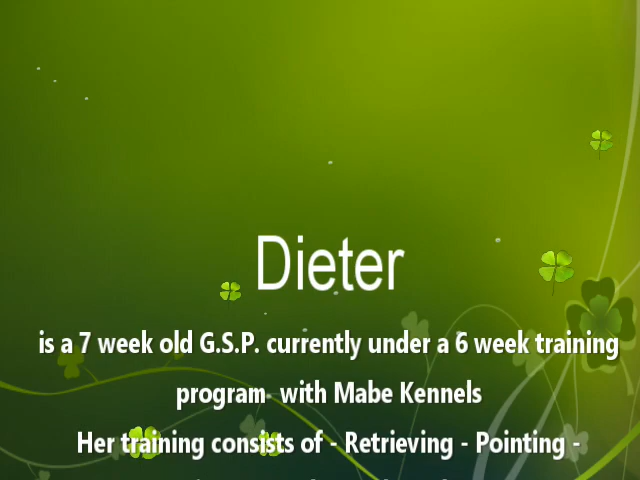 Dieter
is a 7 week old G.S.P. currently under a 6 week training
program with Mabe Kennels
Her training consists of - Retrieving - Pointing -